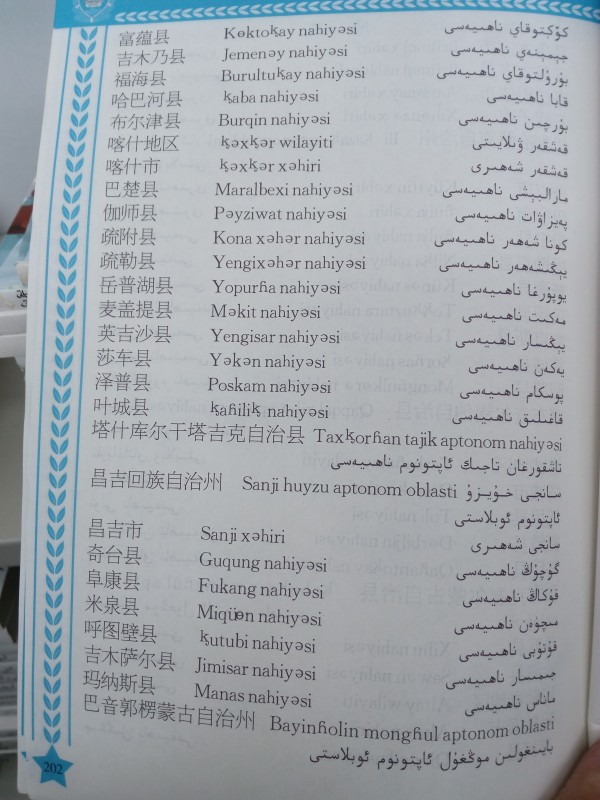 富蕴县 Kɵktoⱪay nahiyəsi كۆكتوقاي ناھىيەسى
吉木乃县 Jemenəy nahiyəsi جېمېنەي ناھىيەسى
福海县 Burultuⱪay nahiyəsi بۇرۇلتوقاي ناھىيەسى
哈巴河县 ⱪaba nahiyəsi قابا ناھىيەسى
布尔津县 Burqin nahiyəsi بۇرچىن ناھىيەسى
喀什地区 ⱪəxⱪər wilayiti قەشقەر ۋىلايىتى
喀什市 ⱪəxⱪər xəhiri قەشقەر شەھىرى
巴楚县 Maralbexi nahiyəsi مارالبېشى ناھىيەسى
伽师县 Pəyziwat nahiyəsi پەيزىۋات ناھىيەسى
疏附县 Kona xəhər nahiyəsi كونا شەھەر ناھىيەسى
疏勒县 Yengixəhər nahiyəsi يېڭىشەھەر ناھىيەسى
岳普湖县 Yopurɦa nahiyəsi يوپۇرغا ناھىيەسى
麦盖提县 Məkit nahiyəsi مەكىت ناھىيەسى
英吉沙县 Yengisar nahiyəsi يېڭىسار ناھىيەسى
莎车县 Yəkən nahiyəsi يەكەن ناھىيەسى
泽普县 Poskam nahiyəsi پوسكام ناھىيەسى
叶城县 ⱪaɦiliⱪ nahiyəsi قاغىلىق ناھىيەسى
塔什库尔干塔吉克自治县 Taxⱪorɦan tajik aptonom nahiyəsi
تاشقورغان تاجىك ئاپتونوم ناھىيەسى
昌吉回族自治州 Sanji huyzu aptonom oblasti سانجى خۇيزۇ
ئاپتونوم ئوبلاستى
昌吉市 Sanji xəhiri سانجى شەھىرى
奇台县 Guqung nahiyəsi گۇچۇڭ ناھىيەسى
阜康县 Fukang nahiyəsi فۇكاڭ ناھىيەسى
米泉县 Miqüɵn nahiyəsi مىچۈەن ناھىيەسى
呼图壁县 ⱪutubi nahiyəsi قۇتۇبى ناھىيەسى
吉木萨尔县 Jimisar nahiyəsi جىمىسار ناھىيەسى
玛纳斯县 Manas nahiyəsi ماناس ناھىيەسى
巴音郭楞蒙古自治州 Bayinɦolin mongɦul aptonom oblasti
بايىنغولىن موڭغۇل ئاپتونوم ئوبلاستى
202